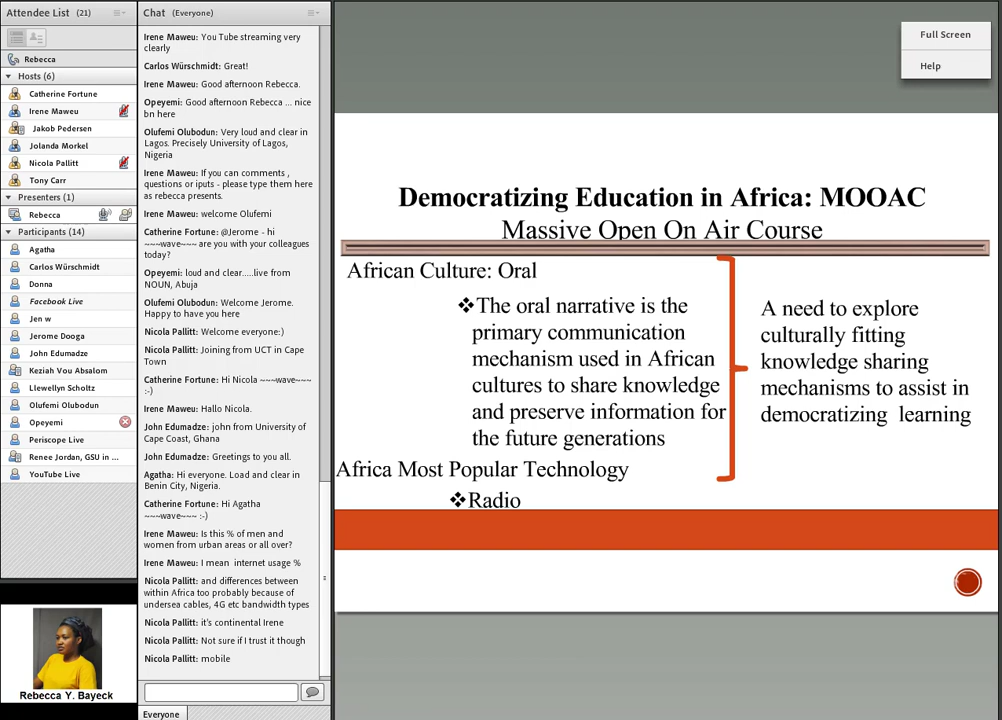 Attendee List (21)
Rebecca
Hosts (6)
Catherine Fortune
Irene Maweu
Jakob Pedersen
Jolanda Morkel
Nicola Pallitt
Tony Carr
Presenters (1)
Rebecca
Participants (14)
Agatha
Carlos Würschmidt
Donna
Facebook Live
Jen w
Jerome Dooga
John Edumadze
Keziah Vou Absalom
Llewellyn Scholtz
Olufemi Olubodun
Opeyemi
Periscope Live
Renee Jordan, GSU in ...
YouTube Live
Rebecca Y. Bayeck
Chat (Everyone)
Irene Maweu: You Tube streaming very
clearly
Carlos Würschmidt: Great!
Irene Maweu: Good afternoon Rebecca.
Opeyemi: Good afternoon Rebecca ... nice
bn here
Olufemi Olubodun: Very loud and clear in
Lagos. Precisely University of Lagos,
Nigeria
Irene Maweu: If you can comments ,
questions or iputs - please type them here
as rebecca presents.
Irene Maweu: welcome Olufemi
Catherine Fortune: @Jerome - hi
~~~wave~~~ are you with your colleagues
today?
Opeyemi: loud and clear.....live from
NOUN, Abuja
Olufemi Olubodun: Welcome Jerome.
Happy to have you here
Nicola Pallitt: Welcome everyone:)
Nicola Pallitt: Joining from UCT in Cape
Town
Catherine Fortune: Hi Nicola ~~~wave~~~
:-)
Irene Maweu: Hallo Nicola.
John Edumadze: john from University of
Cape Coast, Ghana
John Edumadze: Greetings to you all.
Agatha: Hi everyone. Load and clear in
Benin City, Nigeria.
Catherine Fortune: Hi Agatha
~~~wave~~~ :-)
Irene Maweu: Is this % of men and
women from urban areas or all over?
Irene Maweu: I mean internet usage %
Nicola Pallitt: and differences between
within Africa too probably because of
undersea cables, 4G etc bandwidth types
Nicola Pallitt: it's continental Irene
Nicola Pallitt: Not sure if I trust it though
Nicola Pallitt: mobile
Everyone
Full Screen
Help
Democratizing Education in Africa: MOOAC
Massive Open On Air Course
African Culture: Oral
❖The oral narrative is the
primary communication
mechanism used in African
cultures to share knowledge
and preserve information for
the future generations
Africa Most Popular Technology
❖Radio
A need to explore
culturally fitting
knowledge sharing
mechanisms to assist in
democratizing learning